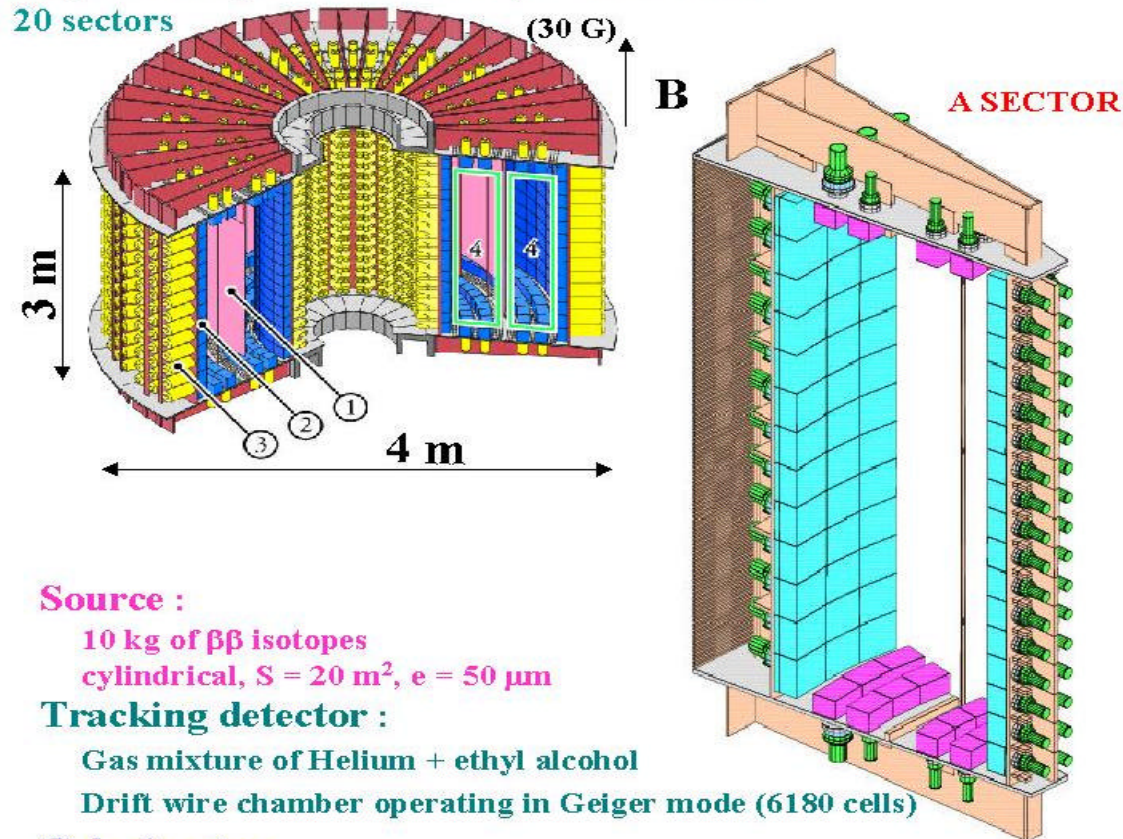 20 sectors
(30 G)
B
A SECTOR
3 m
4
4
1
2
3
4 m
Source :
10 kg of ββ isotopes
cylindrical, S = 20 m², e = 50 μm
Tracking detector :
Gas mixture of Helium + ethyl alcohol
Drift wire chamber operating in Geiger mode (6180 cells)